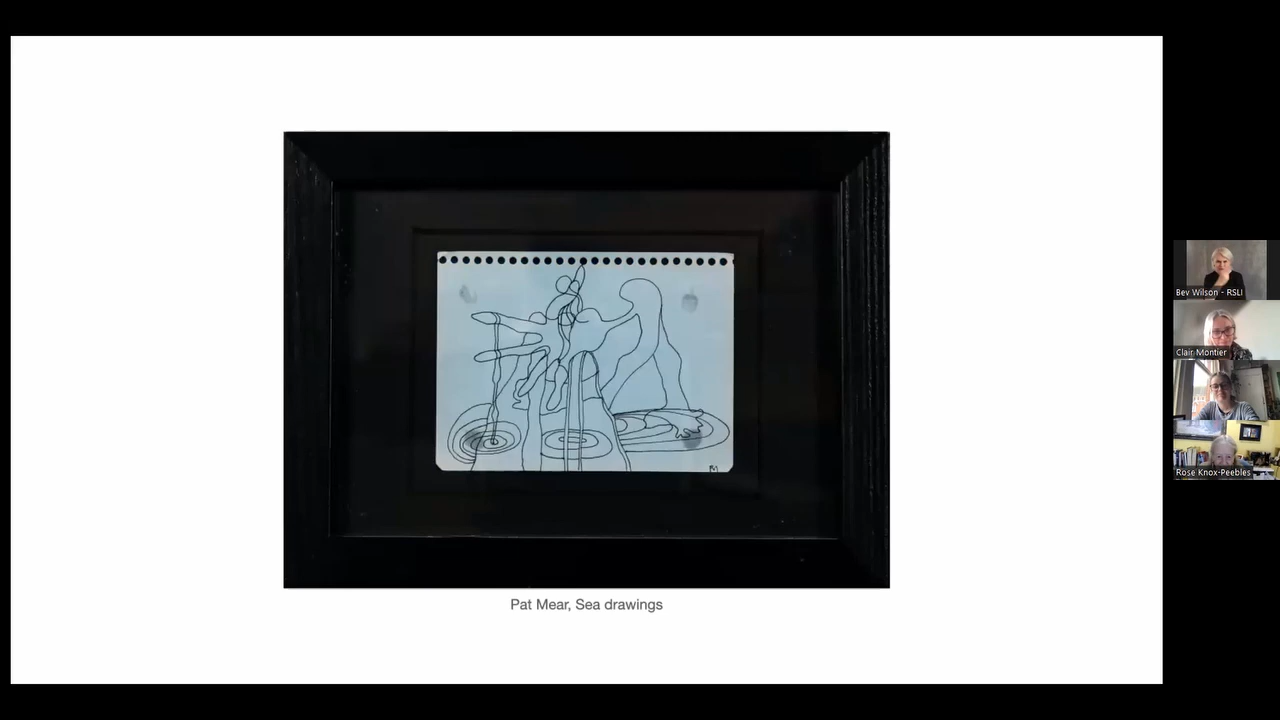 Pat Mear, Sea drawings
Bev Wilson - RSLI
Clair Montier
Rose Knox-Peebles